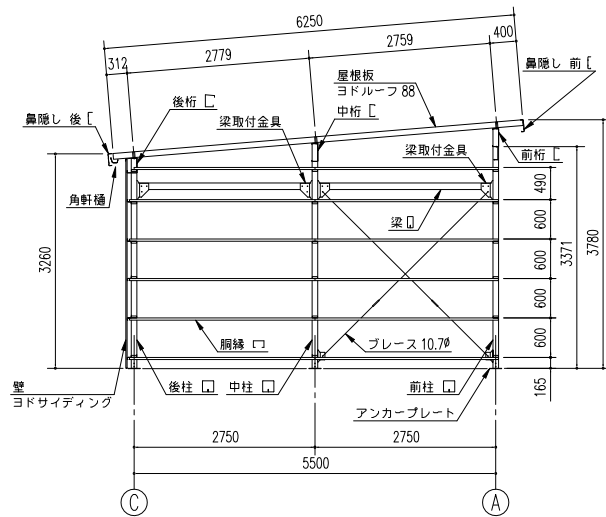 6250
312
2779
2759
400
鼻隠し 前
屋根板
ヨドルーフ 88
後桁
中桁
鼻隠し 後
梁取付金具
梁取付金具
前桁
角軒樋
490
梁
600
3260
600
3371
3780
600
胴縁
ブレース 10.7φ
600
壁
ヨドサイディング
後柱
中柱
前柱
165
アンカープレート
2750
2750
5500
C
A